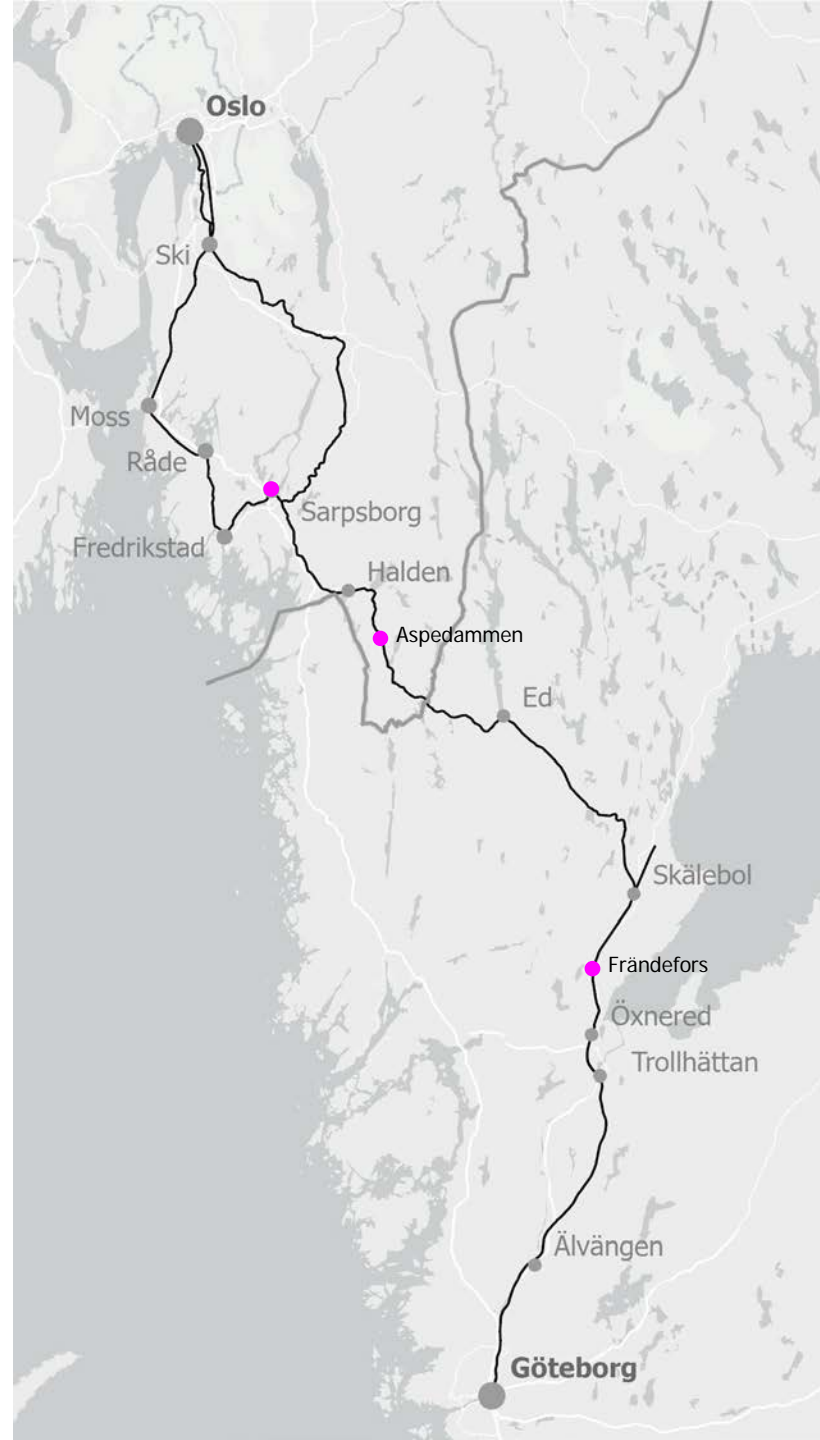 Oslo
Ski
Moss
Råde
Sarpsborg
Fredrikstad
Halden
Aspedammen
Ed
Skälebol
Frändefors
Öxnered
Trollhättan
Älvängen
Göteborg